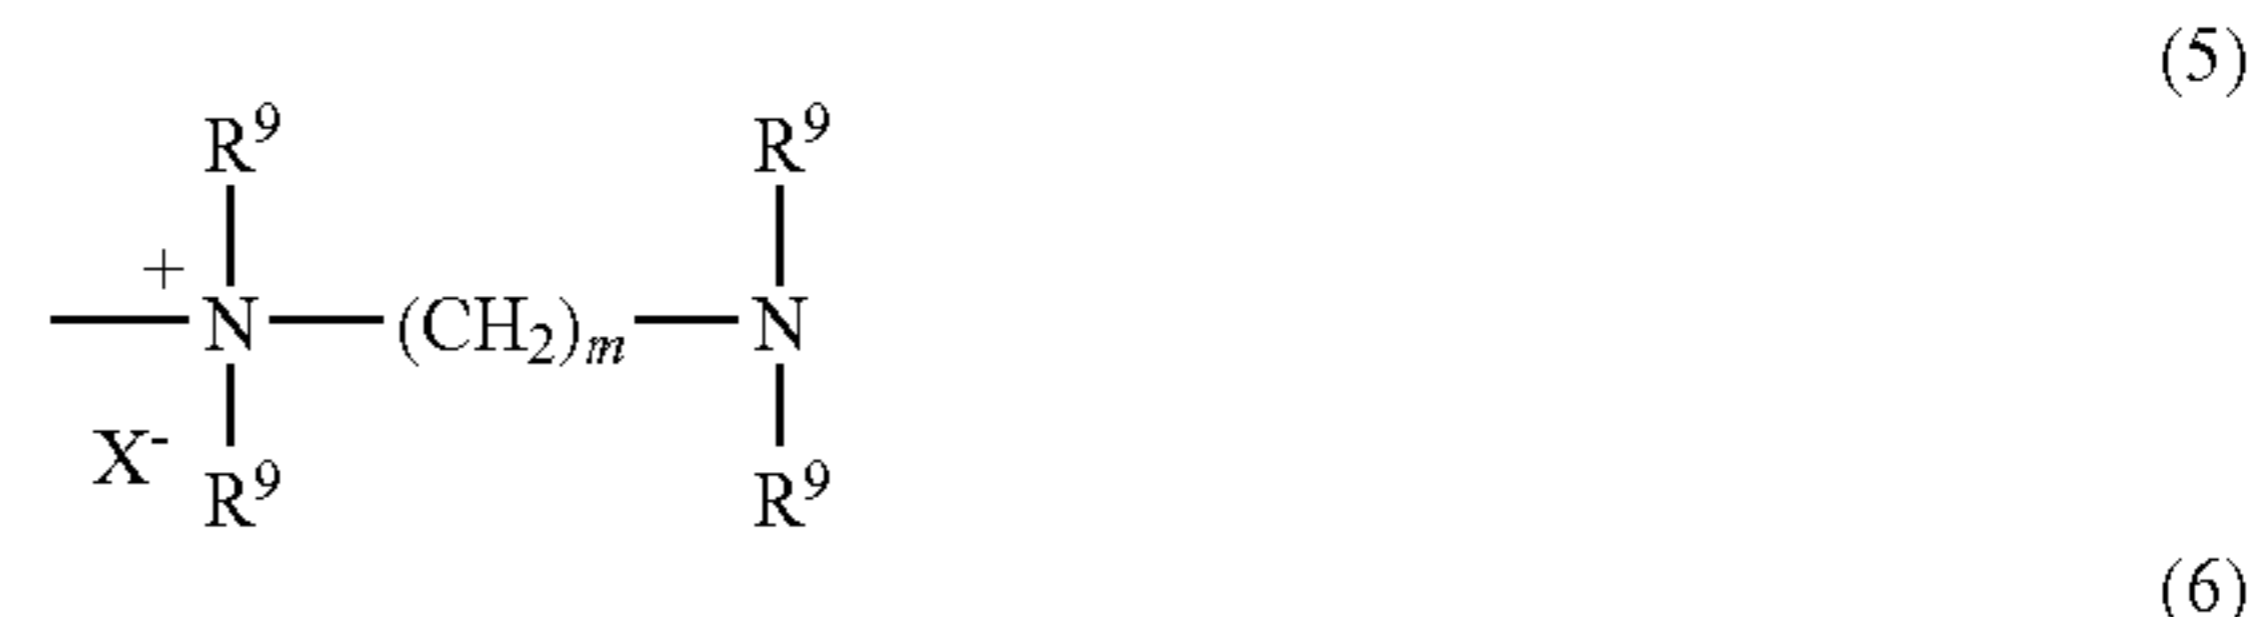 (5)
R⁹ R⁹
+
N (CH₂)ₘ N
X⁻
R⁹ R⁹
(6)